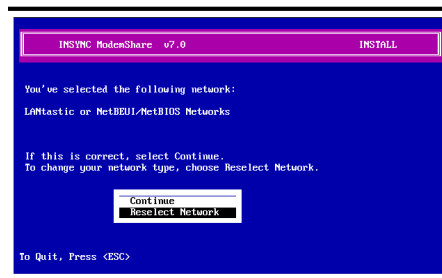 INSYNC ModemShare v7.0 INSTALL
You've selected the following network:
LANtastic or NetBEUI/NetBIOS Networks
If this is correct, select Continue.
To change your network type, choose Reselect Network.
Continue
Reselect Network
To Quit, Press <ESC>